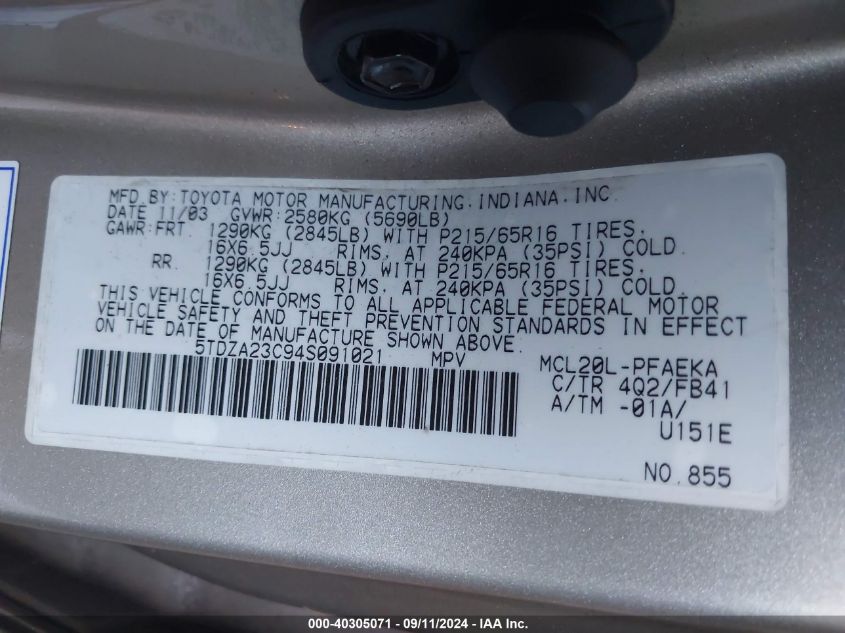 MFD.BY:TOYOTA MOTOR MANUFACTURING.INDIANA.INC.
DATE 11/03 GVWR:2580KG (5690LB)
GAWR:FRT. 1290KG (2845LB) WITH P215/65R16 TIRES.
16X6.5JJ RIMS, AT 240KPA (35PSI) COLD.
RR. 1290KG (2845LB) WITH P215/65R16 TIRES.
16X6.5JJ RIMS, AT 240KPA (35PSI) COLD.
THIS VEHICLE CONFORMS TO ALL APPLICABLE FEDERAL MOTOR
VEHICLE SAFETY AND THEFT PREVENTION STANDARDS IN EFFECT
ON THE DATE OF MANUFACTURE SHOWN ABOVE.
5TDZA23C94S091021 MPV
MCL20L-PFAEKA
C/TR 4Q2/FB41
A/TM -01A/
U151E
NO.855
000-40305071 - 09/11/2024 - IAA Inc.